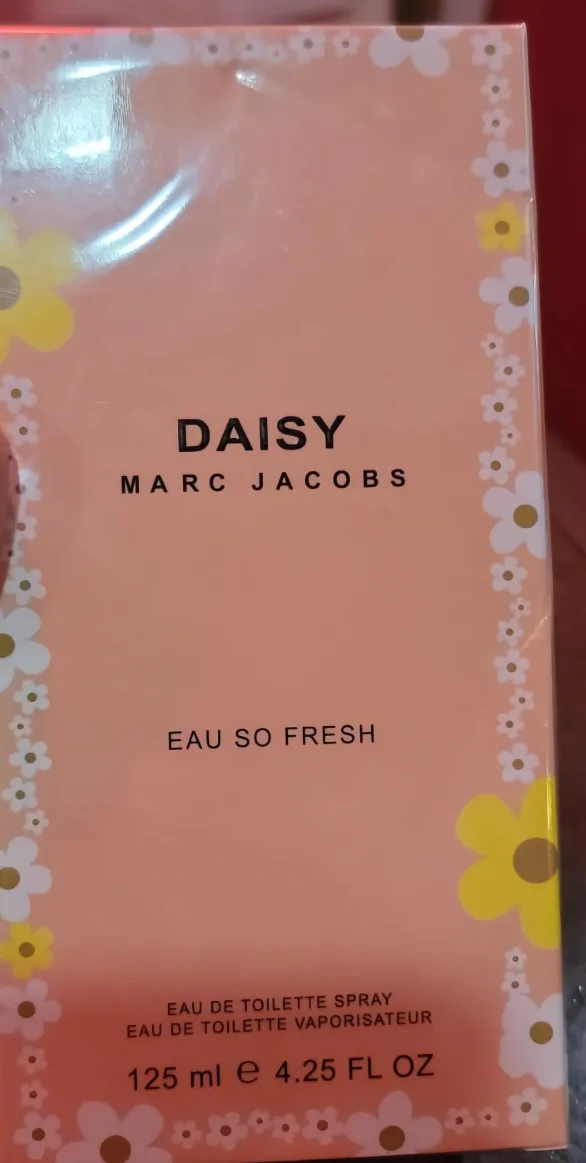 DAISY
MARC JACOBS
EAU SO FRESH
EAU DE TOILETTE SPRAY
EAU DE TOILETTE VAPORISATEUR
125 ml ℮ 4.25 FL OZ